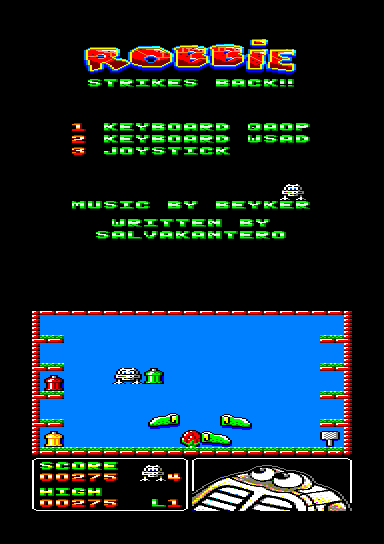 ROBBiE
STRIKES BACK!!
1 KEYBOARD QAOP
2 KEYBOARD WSAD
3 JOYSTICK
MUSIC BY BEYKER
WRITTEN BY
SALVAKANTERO
SCORE
00275 4
HIGH
00275 L1